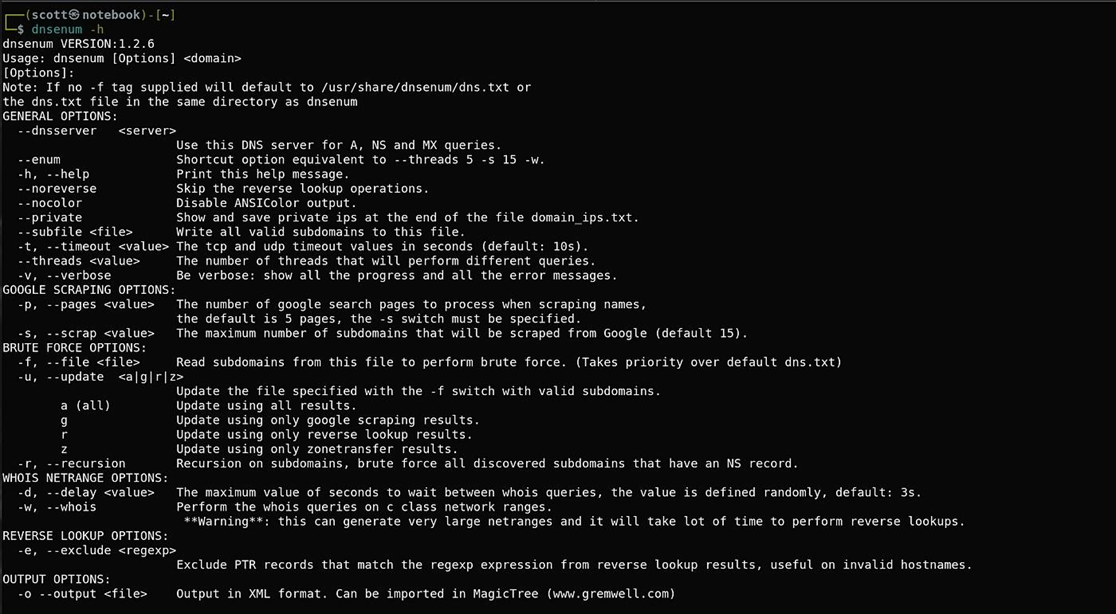 ┌──(scott㉿notebook)-[~]
└─$ dnsenum -h
dnsenum VERSION:1.2.6
Usage: dnsenum [Options] <domain>
[Options]:
Note: If no -f tag supplied will default to /usr/share/dnsenum/dns.txt or
the dns.txt file in the same directory as dnsenum
GENERAL OPTIONS:
  --dnsserver   <server>
                        Use this DNS server for A, NS and MX queries.
  --enum                Shortcut option equivalent to --threads 5 -s 15 -w.
  -h, --help            Print this help message.
  --noreverse           Skip the reverse lookup operations.
  --nocolor             Disable ANSIColor output.
  --private             Show and save private ips at the end of the file domain_ips.txt.
  --subfile <file>      Write all valid subdomains to this file.
  -t, --timeout <value> The tcp and udp timeout values in seconds (default: 10s).
  --threads <value>     The number of threads that will perform different queries.
  -v, --verbose         Be verbose: show all the progress and all the error messages.
GOOGLE SCRAPING OPTIONS:
  -p, --pages <value>   The number of google search pages to process when scraping names,
                        the default is 5 pages, the -s switch must be specified.
  -s, --scrap <value>   The maximum number of subdomains that will be scraped from Google (default 15).
BRUTE FORCE OPTIONS:
  -f, --file <file>     Read subdomains from this file to perform brute force. (Takes priority over default dns.txt)
  -u, --update  <a|g|r|z>
                        Update the file specified with the -f switch with valid subdomains.
        a (all)         Update using all results.
        g               Update using only google scraping results.
        r               Update using only reverse lookup results.
        z               Update using only zonetransfer results.
  -r, --recursion       Recursion on subdomains, brute force all discovered subdomains that have an NS record.
WHOIS NETRANGE OPTIONS:
  -d, --delay <value>   The maximum value of seconds to wait between whois queries, the value is defined randomly, default: 3s.
  -w, --whois           Perform the whois queries on c class network ranges.
                         **Warning**: this can generate very large netranges and it will take lot of time to perform reverse lookups.
REVERSE LOOKUP OPTIONS:
  -e, --exclude <regexp>
                        Exclude PTR records that match the regexp expression from reverse lookup results, useful on invalid hostnames.
OUTPUT OPTIONS:
  -o --output <file>    Output in XML format. Can be imported in MagicTree (www.gremwell.com)